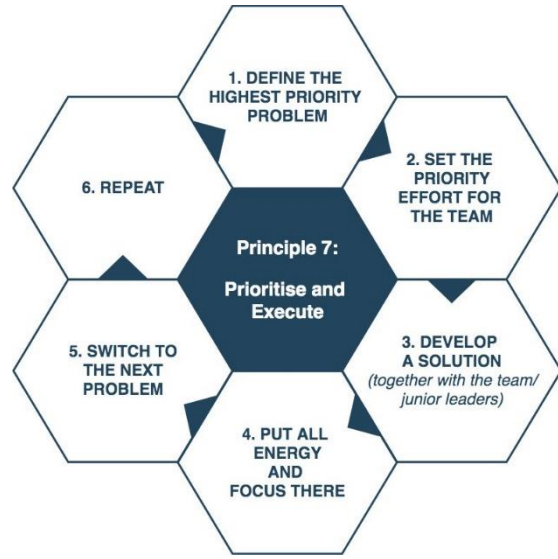 1. DEFINE THE
HIGHEST PRIORITY
PROBLEM
2. SET THE
PRIORITY
EFFORT FOR
THE TEAM
3. DEVELOP
A SOLUTION
(together with the team/
junior leaders)
4. PUT ALL
ENERGY
AND
FOCUS THERE
5. SWITCH TO
THE NEXT
PROBLEM
6. REPEAT
Principle 7:
Prioritise and
Execute